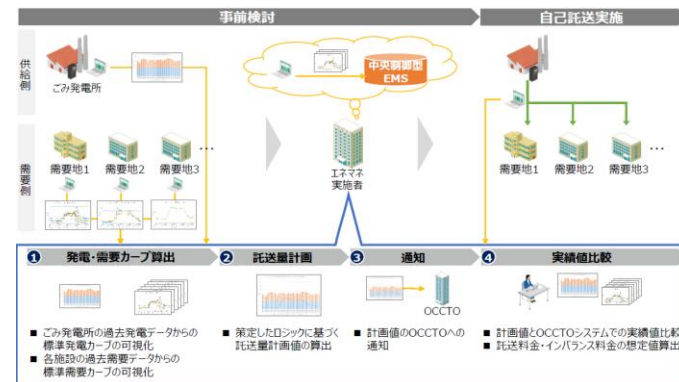 事前検討
自己託送実施
供給側
ごみ発電所
中央制御型
EMS
需要側
需要地1
需要地2
需要地3
…
エネマネ
実施者
需要地1
需要地2
需要地3
…
1 発電・需要カーブ算出
2 託送量計画
3 通知
4 実績値比較
OCCTO
■ ごみ発電所の過去発電データからの
標準発電カーブの可視化
■ 各施設の過去需要データからの
標準需要カーブの可視化
■ 策定したロジックに基づく
託送量計画値の算出
■ 計画値のOCCTOへの
通知
■ 計画値とOCCTOシステムでの実績値比較
■ 託送料金・インバランス料金の想定値算出